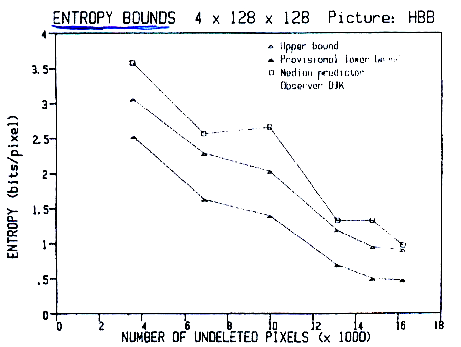 ENTROPY BOUNDS 4 x 128 x 128 Picture: HBB
Upper bound
Provisional lower
Median predictor
Observer DJK
4
3.5
3
2.5
2
1.5
1
.5
0
ENTROPY (bits/pixel)
0 2 4 6 8 10 12 14 16 18
NUMBER OF UNDELETED PIXELS (x 1000)